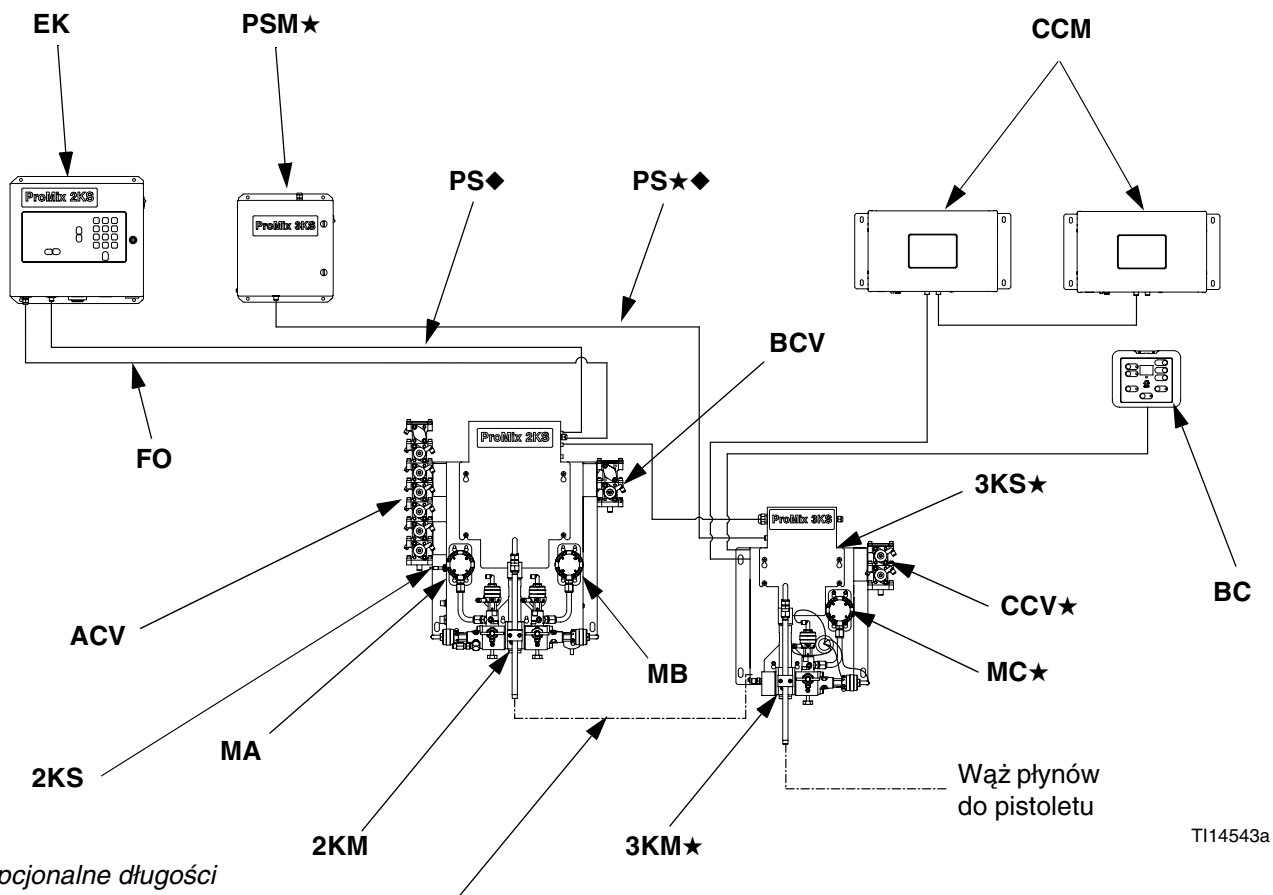 EK
PSM★
CCM
PS◆
PS★◆
ProMix 2KS
ProMix 3KS
BCV
FO
ProMix 2KS
3KS★
ProMix 3KS
ACV
CCV★
BC
MB
MC★
MA
2KS
Wąż płynów
do pistoletu
2KM
3KM★
TI14543a
pcjonalne długości